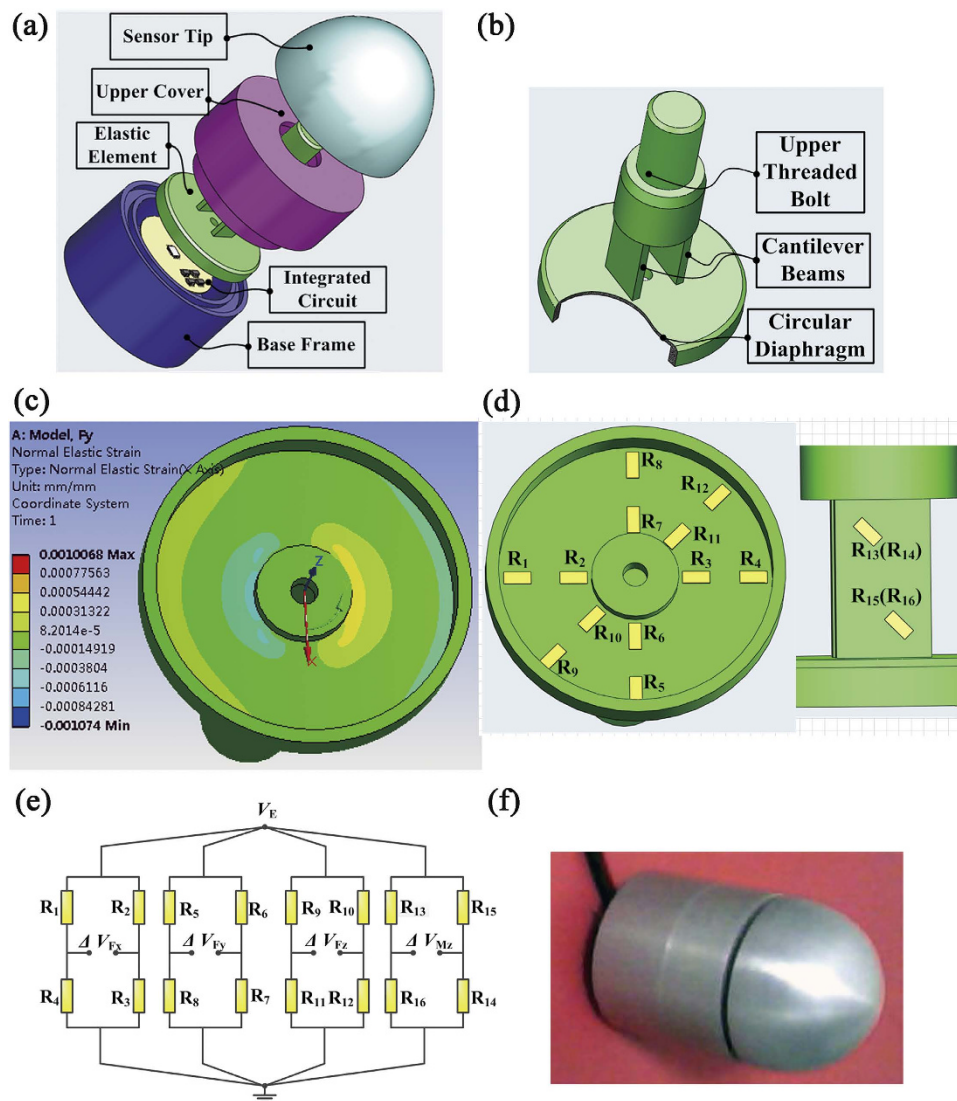 (a)
Sensor Tip
Upper Cover
Elastic
Element
Integrated
Circuit
Base Frame
(b)
Upper
Threaded
Bolt
Cantilever
Beams
Circular
Diaphragm
(c)
A: Model, Fy
Normal Elastic Strain
Type: Normal Elastic Strain(X Axis)
Unit: mm/mm
Coordinate System
Time: 1
0.0010068 Max
0.00077563
0.00054442
0.00031322
8.2014e-5
-0.00014919
-0.0003804
-0.0006116
-0.00084281
-0.001074 Min
Z
X
(d)
R8
R12
R7
R11
R1
R2
R3
R4
R10
R6
R9
R5
R13(R14)
R15(R16)
(e)
VE
R1
R2
R5
R6
R9
R10
R13
R15
Δ VFx
Δ VFy
Δ VFz
Δ VMz
R4
R3
R8
R7
R11
R12
R16
R14
(f)